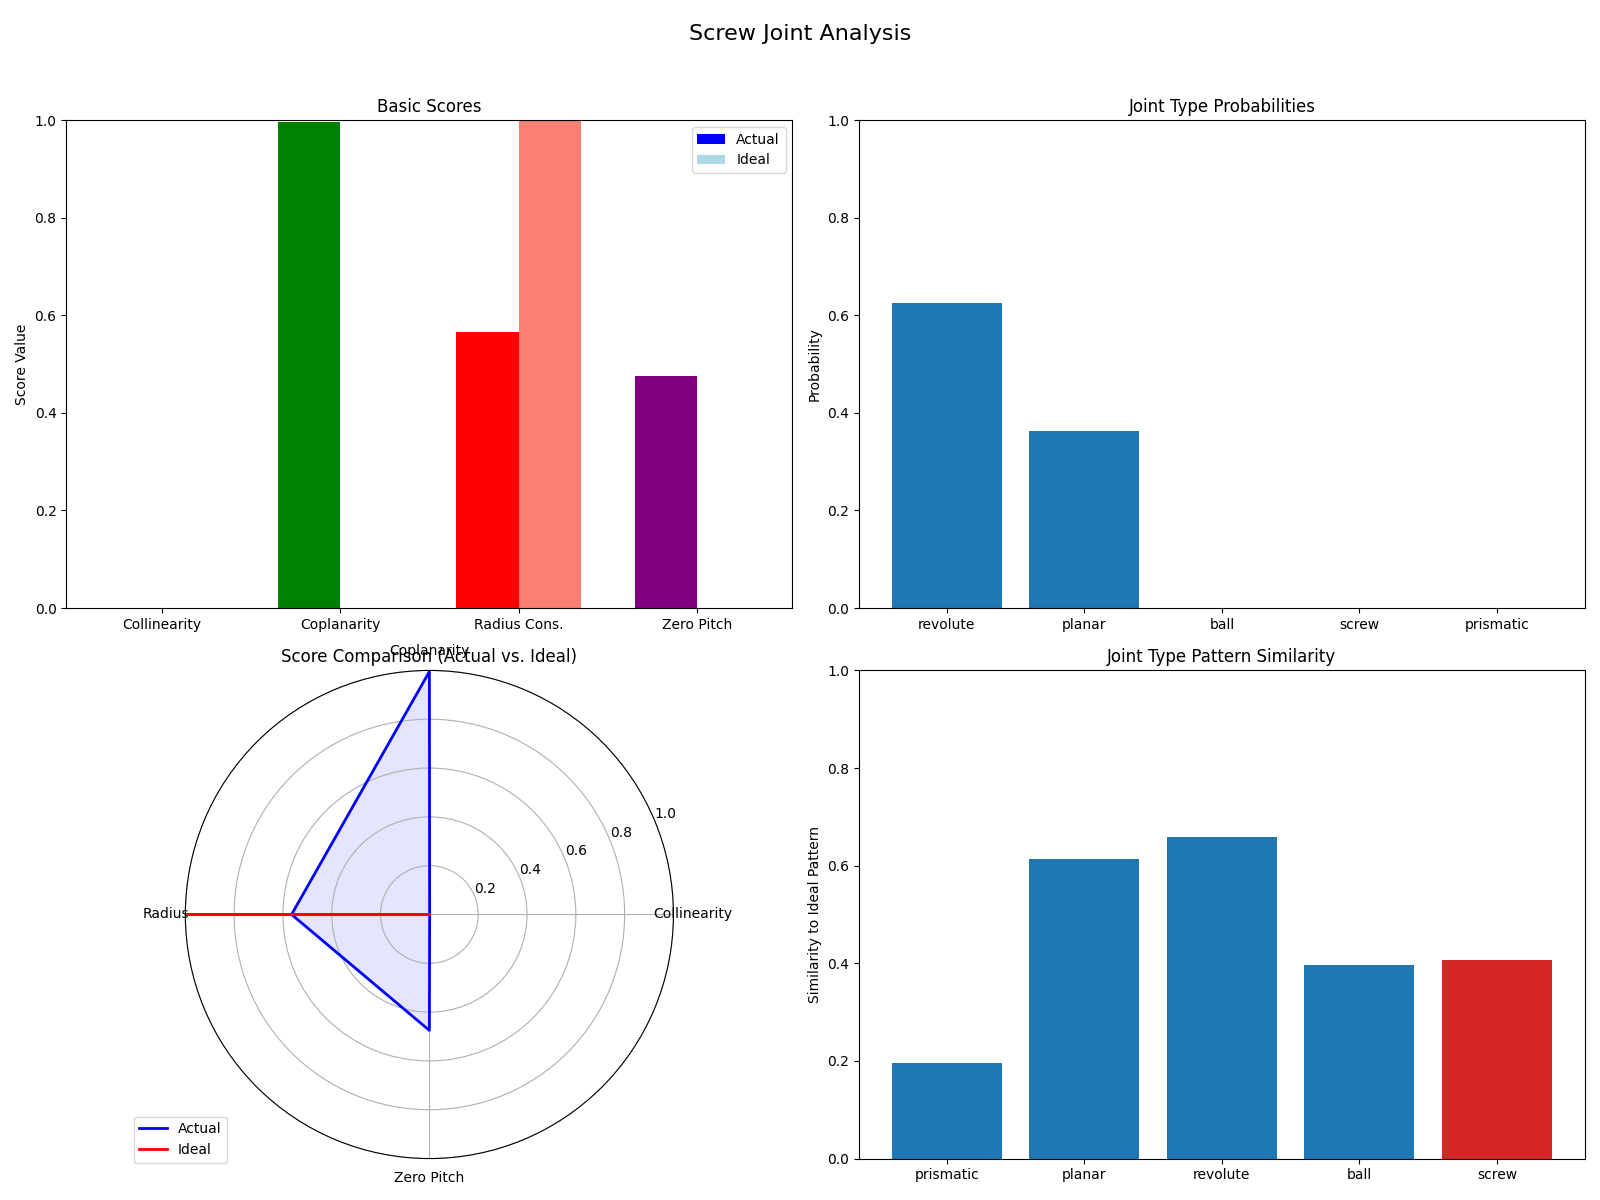 Screw Joint Analysis
Basic Scores
Score Value
1.0
0.8
0.6
0.4
0.2
0.0
Actual
Ideal
Collinearity
Coplanarity
Radius Cons.
Zero Pitch
Joint Type Probabilities
Probability
1.0
0.8
0.6
0.4
0.2
0.0
revolute
planar
ball
screw
prismatic
Coplanarity
Score Comparison (Actual vs. Ideal)
1.0
0.8
0.6
0.4
0.2
Radius
Collinearity
Zero Pitch
Actual
Ideal
Joint Type Pattern Similarity
Similarity to Ideal Pattern
1.0
0.8
0.6
0.4
0.2
0.0
prismatic
planar
revolute
ball
screw